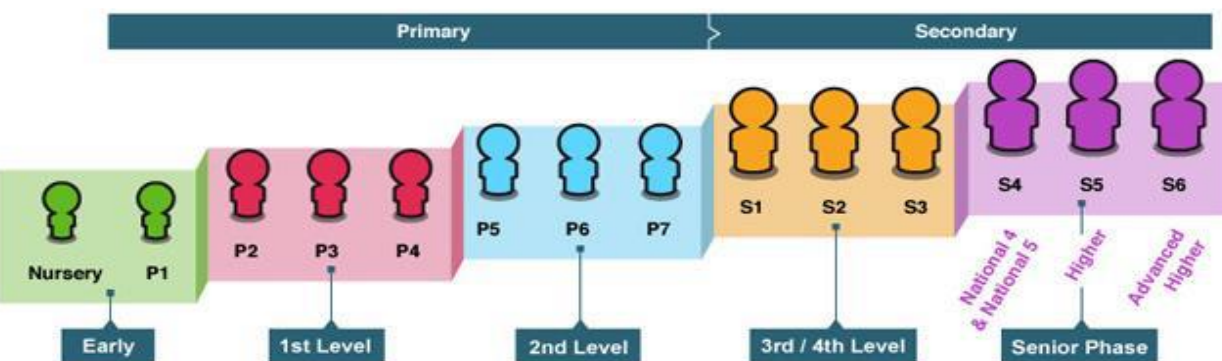 Primary
Secondary
Nursery
P1
P2
P3
P4
P5
P6
P7
S1
S2
S3
S4
S5
S6
National 4
& National 5
Higher
Advanced
Higher
Early
1st Level
2nd Level
3rd / 4th Level
Senior Phase